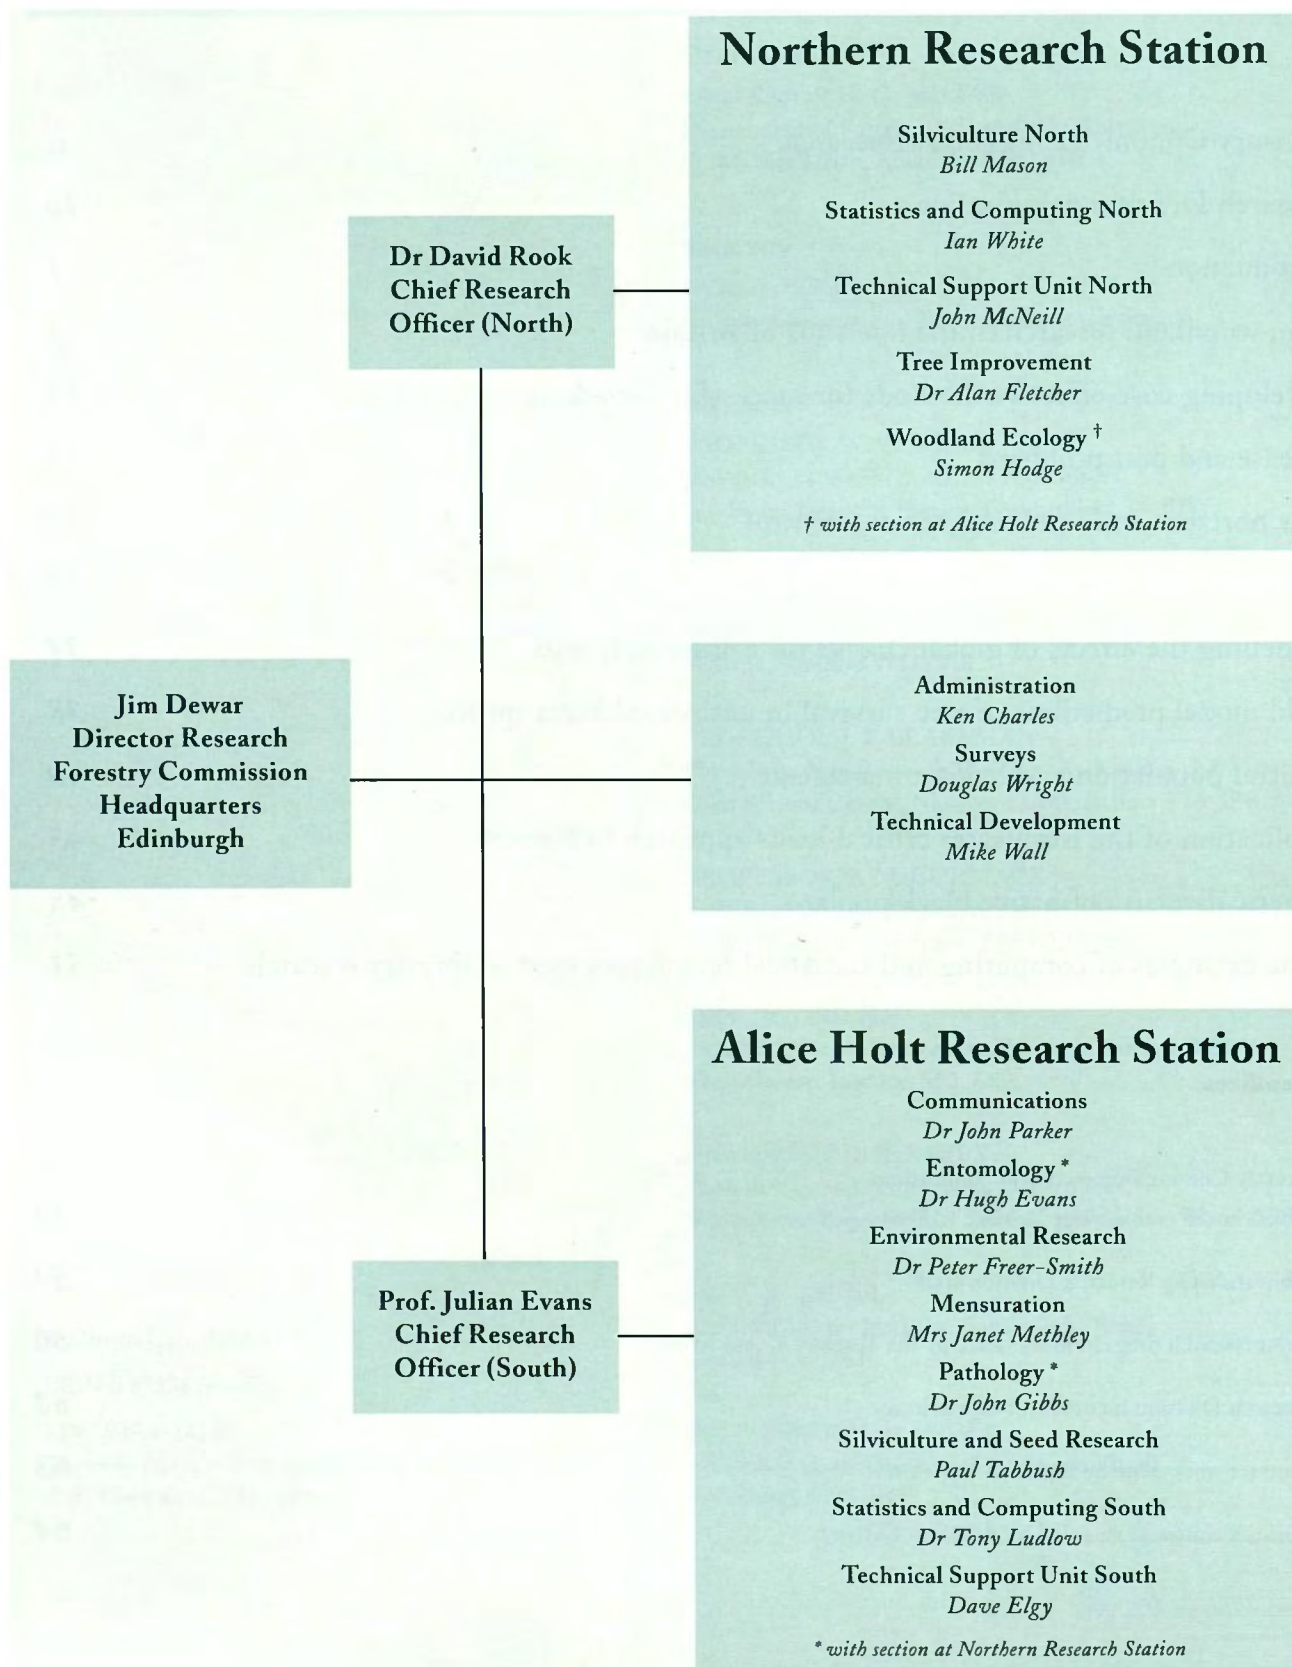 Northern Research Station
Silviculture North
Bill Mason
Statistics and Computing North
Ian White
Technical Support Unit North
John McNeill
Tree Improvement
Dr Alan Fletcher
Woodland Ecology †
Simon Hodge
† with section at Alice Holt Research Station
Dr David Rook
Chief Research
Officer (North)
Jim Dewar
Director Research
Forestry Commission
Headquarters
Edinburgh
Administration
Ken Charles
Surveys
Douglas Wright
Technical Development
Mike Wall
Prof. Julian Evans
Chief Research
Officer (South)
Alice Holt Research Station
Communications
Dr John Parker
Entomology *
Dr Hugh Evans
Environmental Research
Dr Peter Freer-Smith
Mensuration
Mrs Janet Methley
Pathology *
Dr John Gibbs
Silviculture and Seed Research
Paul Tabbush
Statistics and Computing South
Dr Tony Ludlow
Technical Support Unit South
Dave Elgy
* with section at Northern Research Station